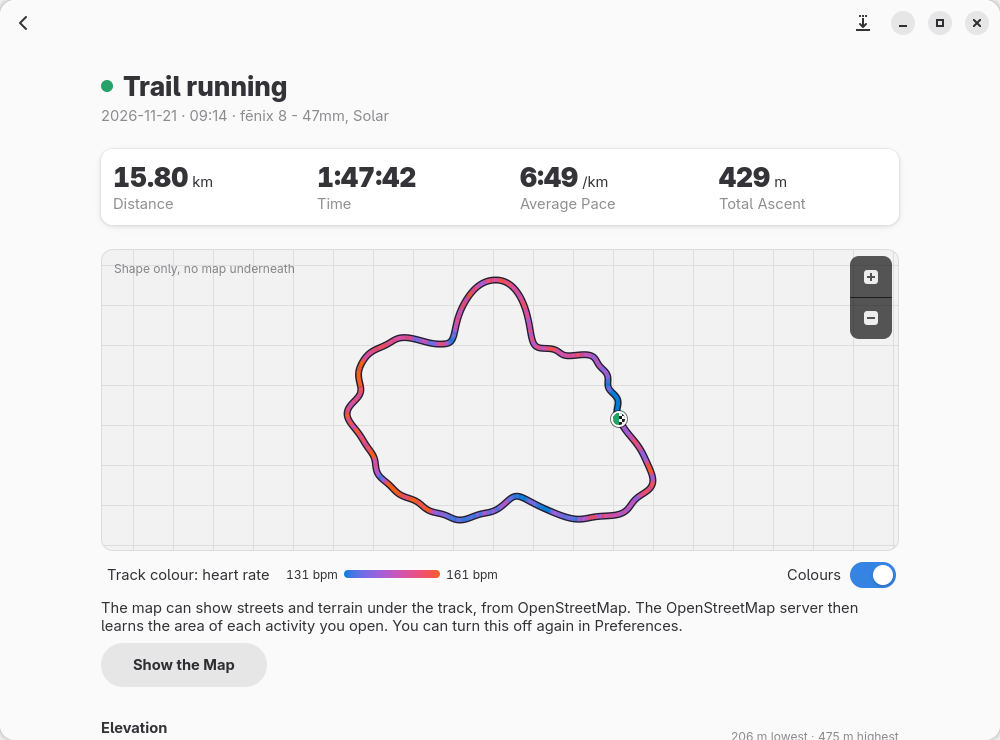 Trail running
2026-11-21 · 09:14 · fēnix 8 - 47mm, Solar
15.80 km
Distance
1:47:42
Time
6:49 /km
Average Pace
429 m
Total Ascent
Shape only, no map underneath
Track colour: heart rate 131 bpm 161 bpm
Colours
The map can show streets and terrain under the track, from OpenStreetMap. The OpenStreetMap server then
learns the area of each activity you open. You can turn this off again in Preferences.
Show the Map
Elevation
206 m lowest · 475 m highest